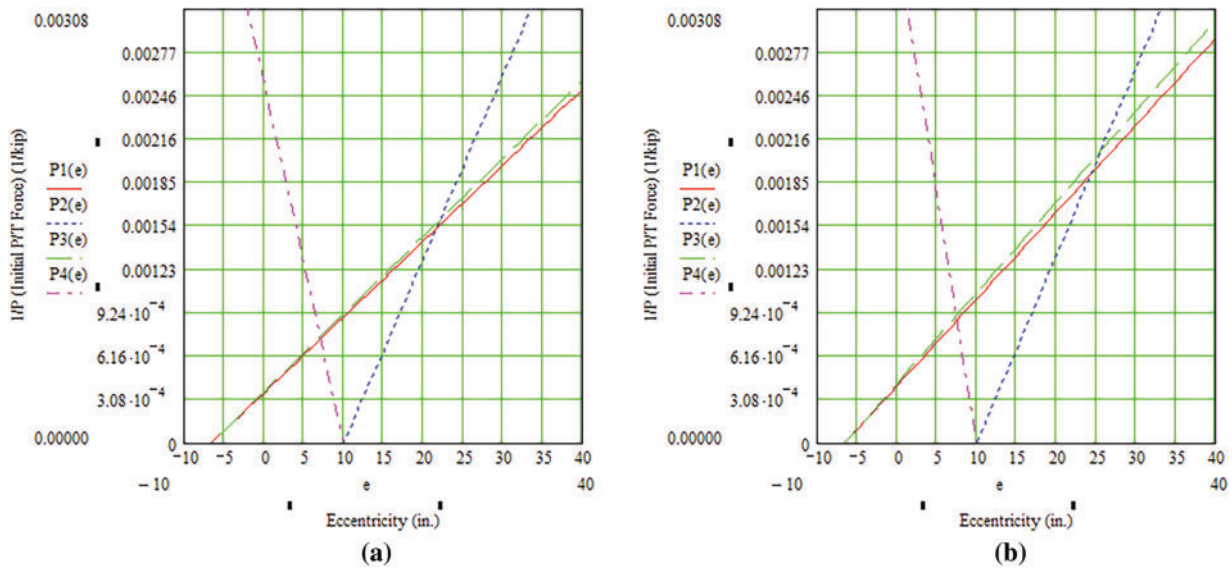 0.00308
0.00277
0.00246
0.00216
0.00185
0.00154
0.00123
9.24·10⁻⁴
6.16·10⁻⁴
3.08·10⁻⁴
0.00000
0
1/P (Initial P/T Force) (1/kip)
P1(e)
P2(e)
P3(e)
P4(e)
−10 −5 0 5 10 15 20 25 30 35 40
−10 e 40
Eccentricity (in.)
(a)
0.00308
0.00277
0.00246
0.00216
0.00185
0.00154
0.00123
9.24·10⁻⁴
6.16·10⁻⁴
3.08·10⁻⁴
0.00000
0
1/P (Initial P/T Force) (1/kip)
P1(e)
P2(e)
P3(e)
P4(e)
−10 −5 0 5 10 15 20 25 30 35 40
−10 e 40
Eccentricity (in.)
(b)